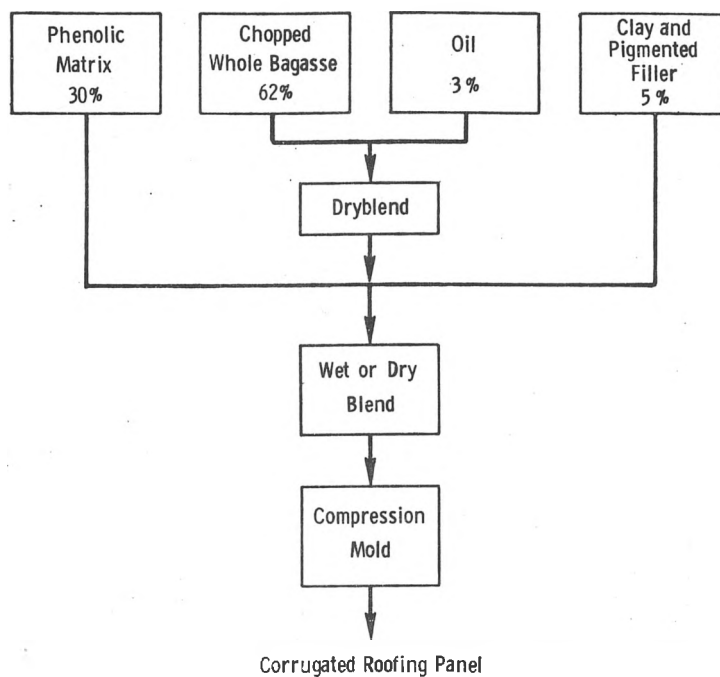 Phenolic
Matrix
30%
Chopped
Whole Bagasse
62%
Oil
3%
Clay and
Pigmented
Filler
5%
Dryblend
Wet or Dry
Blend
Compression
Mold
Corrugated Roofing Panel